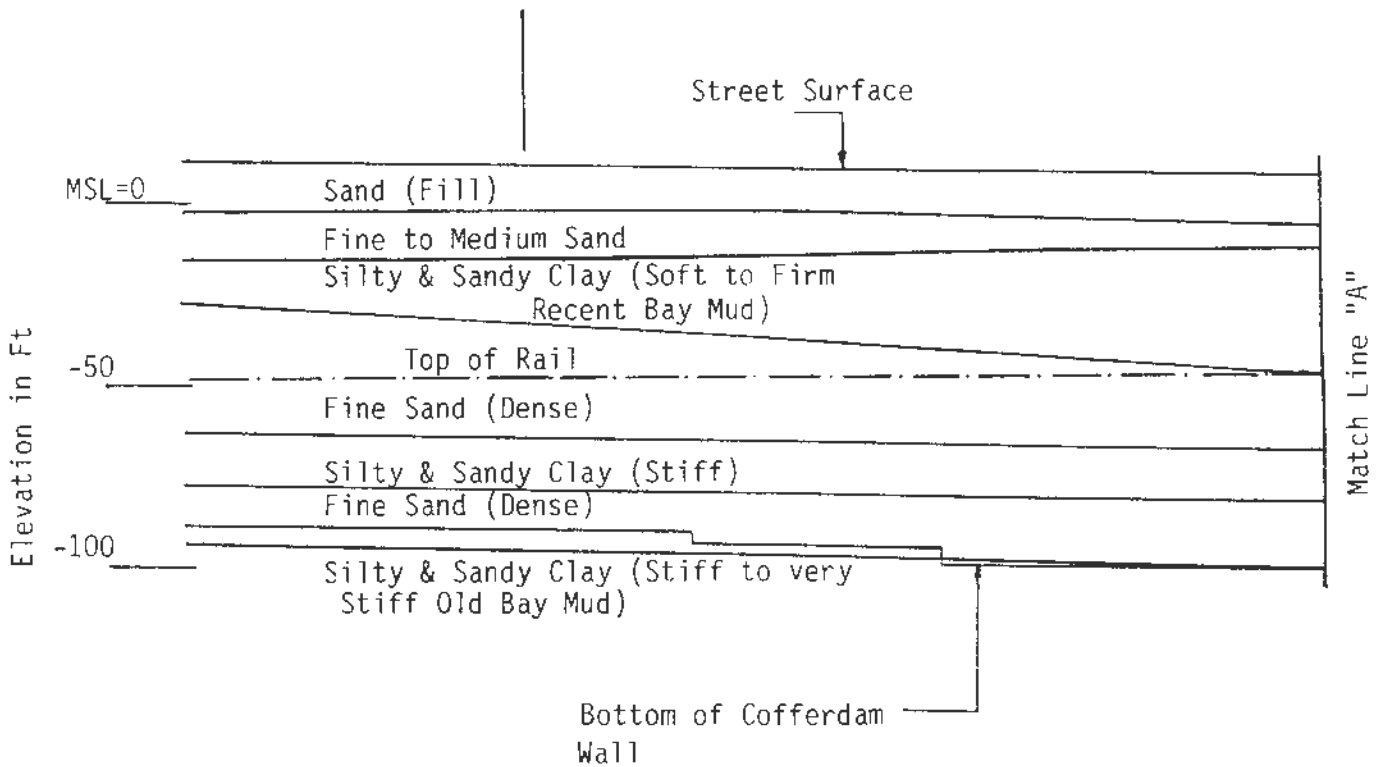 Street Surface
MSL=0
Sand (Fill)
Fine to Medium Sand
Silty & Sandy Clay (Soft to Firm
Recent Bay Mud)
Elevation in Ft
-50
Top of Rail
Match Line "A"
Fine Sand (Dense)
Silty & Sandy Clay (Stiff)
Fine Sand (Dense)
-100
Silty & Sandy Clay (Stiff to very
Stiff Old Bay Mud)
Bottom of Cofferdam
Wall